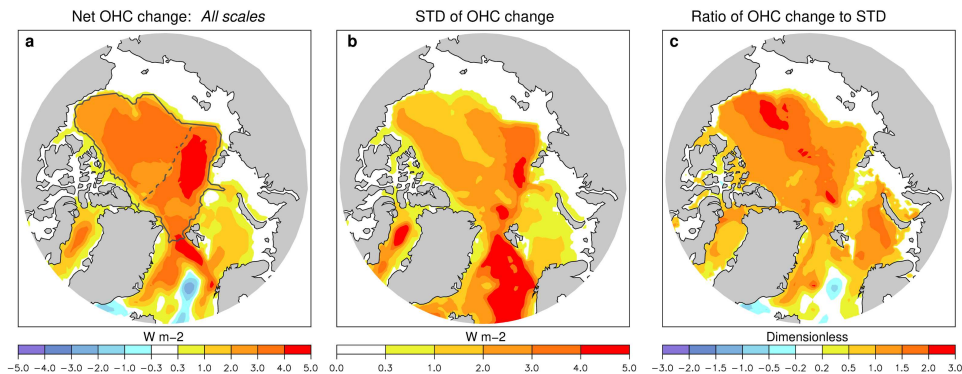 Net OHC change: All scales
STD of OHC change
Ratio of OHC change to STD
a
b
c
W m−2
W m−2
Dimensionless
−5.0 −3.0 −2.0 −1.0 −0.3 0.3 1.0 2.0 3.0 4.0 5.0
0.0 0.3 1.0 2.0 3.0 4.0 5.0
−3.0 −2.0 −1.0 −0.5 −0.2 0.2 0.5 1.0 1.5 2.0 3.0